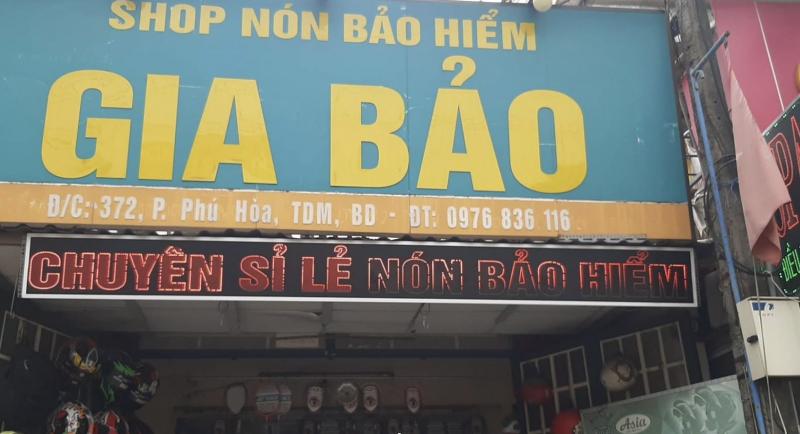 SHOP NÓN BẢO HIỂM
GIA BẢO
Đ/C: 372, P. Phú Hòa, TDM, BD - ĐT: 0976 836 116
CHUYÊN SỈ LẺ NÓN BẢO HIỂM
Asia